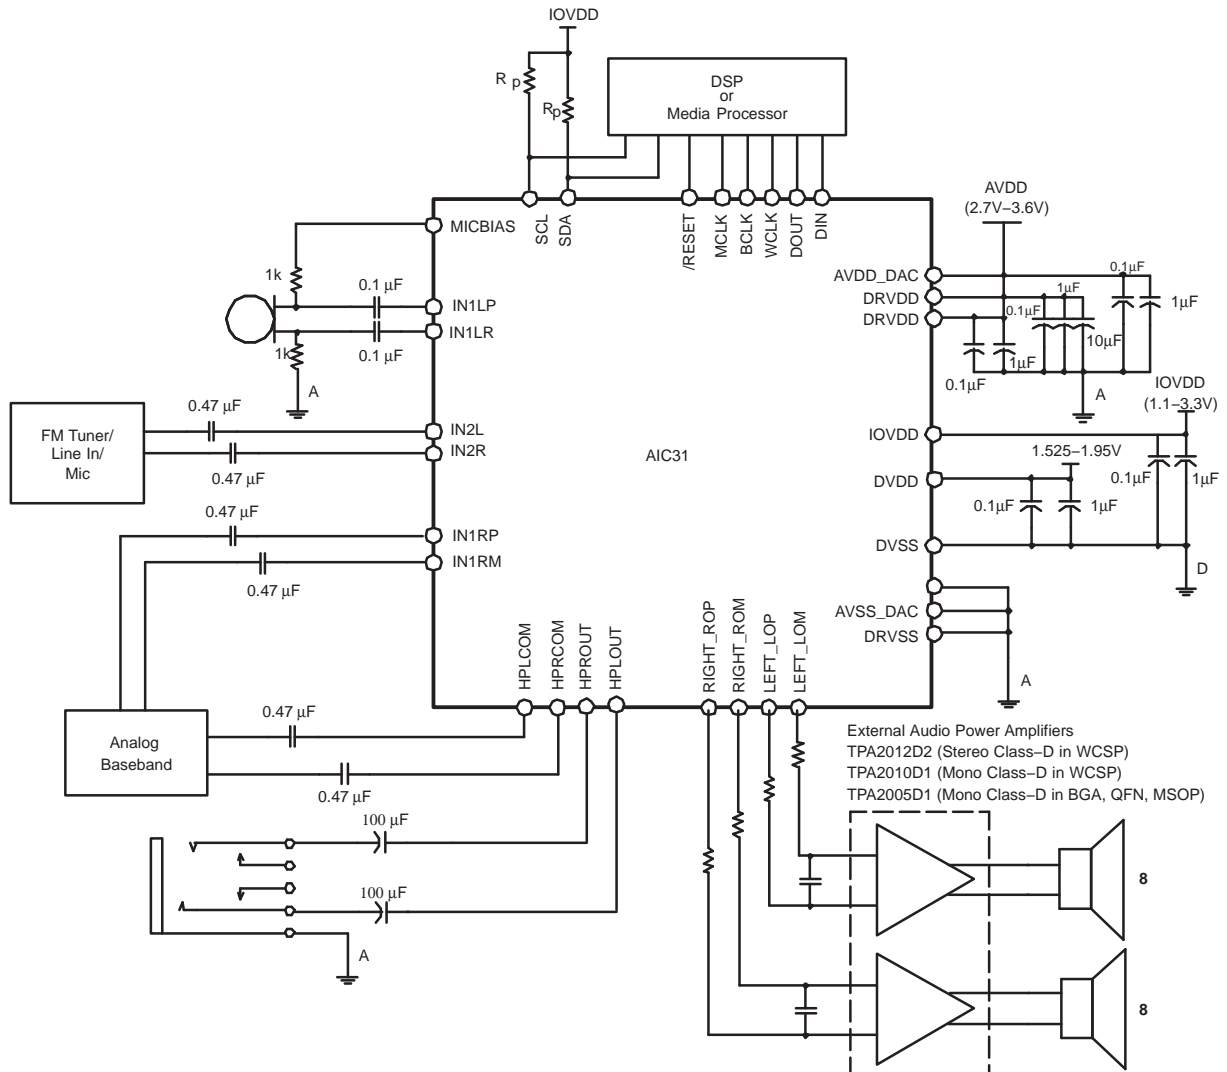 IOVDD
R p
Rp
DSP
or
Media Processor
AVDD
(2.7V–3.6V)
MICBIAS
SCL
SDA
/RESET
MCLK
BCLK
WCLK
DOUT
DIN
1k
0.1 µF
IN1LP
IN1LR
0.1 µF
1k
A
AVDD_DAC
DRVDD
DRVDD
0.1µF
1µF
0.1µF
1µF
10µF
0.1µF
1µF
A
IOVDD
(1.1–3.3V)
FM Tuner/
Line In/
Mic
0.47 µF
IN2L
IN2R
0.47 µF
AIC31
IOVDD
1.525–1.95V
0.1µF
1µF
DVDD
0.1µF
1µF
0.47 µF
IN1RP
IN1RM
0.47 µF
DVSS
D
AVSS_DAC
DRVSS
A
HPLCOM
HPRCOM
HPROUT
HPLOUT
RIGHT_ROP
RIGHT_ROM
LEFT_LOP
LEFT_LOM
Analog
Baseband
0.47 µF
0.47 µF
External Audio Power Amplifiers
TPA2012D2 (Stereo Class–D in WCSP)
TPA2010D1 (Mono Class–D in WCSP)
TPA2005D1 (Mono Class–D in BGA, QFN, MSOP)
100 µF
100 µF
A
8
8